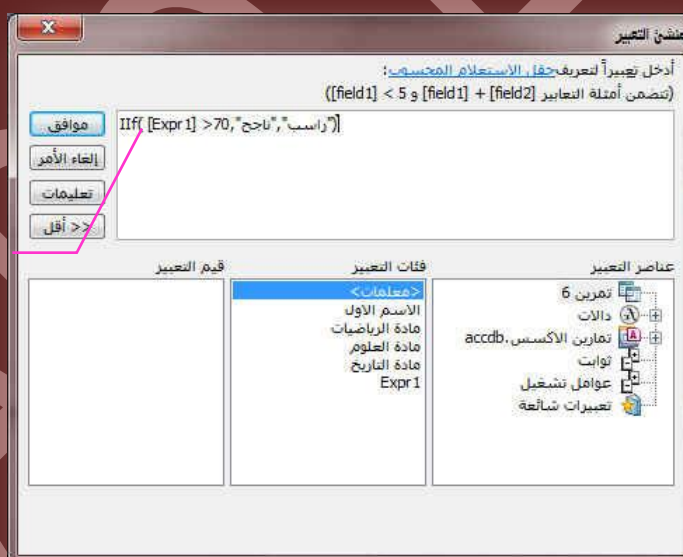 منشئ التعبير
أدخل تعبيراً لتعريف حقل الاستعلام المحسوب:
(تتضمن أمثلة التعابير [field1] + [field2] و [field1] < 5)
IIf( [Expr1] >70,"ناجح","راسب")
موافق
إلغاء الأمر
تعليمات
<< أقل
عناصر التعبير
تمرين 6
دالات
تمارين الاكسس.accdb
ثوابت
عوامل تشغيل
تعبيرات شائعة
فئات التعبير
<معلمات>
الاسم الاول
مادة الرياضيات
مادة العلوم
مادة التاريخ
Expr1
قيم التعبير